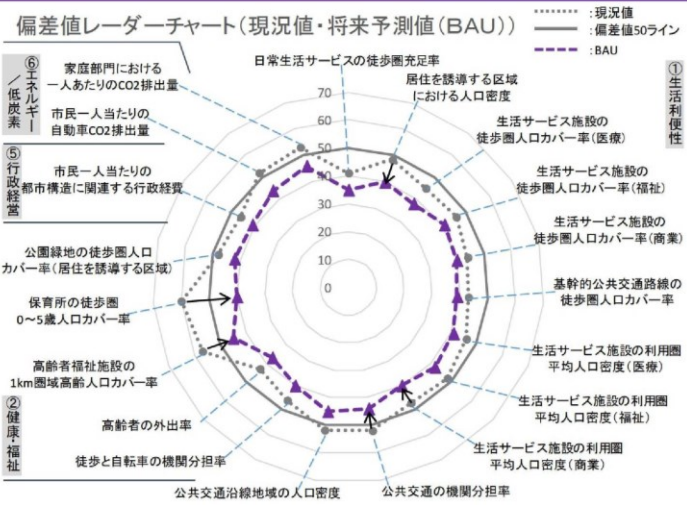 偏差値レーダーチャート(現況値・将来予測値(BAU))
:現況値
:偏差値50ライン
:BAU
⑥エネルギー
/低炭素
家庭部門における
一人あたりのCO2排出量
市民一人当たりの
自動車CO2排出量
⑤行政経営
市民一人当たりの
都市構造に関連する行政経費
公園緑地の徒歩圏人口
カバー率(居住を誘導する区域)
保育所の徒歩圏
0～5歳人口カバー率
高齢者福祉施設の
1km圏域高齢人口カバー率
②健康・福祉
高齢者の外出率
徒歩と自転車の機関分担率
公共交通沿線地域の人口密度
公共交通の機関分担率
日常生活サービスの徒歩圏充足率
居住を誘導する区域
における人口密度
①生活利便性
生活サービス施設の
徒歩圏人口カバー率(医療)
生活サービス施設の
徒歩圏人口カバー率(福祉)
生活サービス施設の
徒歩圏人口カバー率(商業)
基幹的公共交通路線の
徒歩圏人口カバー率
生活サービス施設の利用圏
平均人口密度(医療)
生活サービス施設の利用圏
平均人口密度(福祉)
生活サービス施設の利用圏
平均人口密度(商業)
70
60
50
40
30
20
10
0